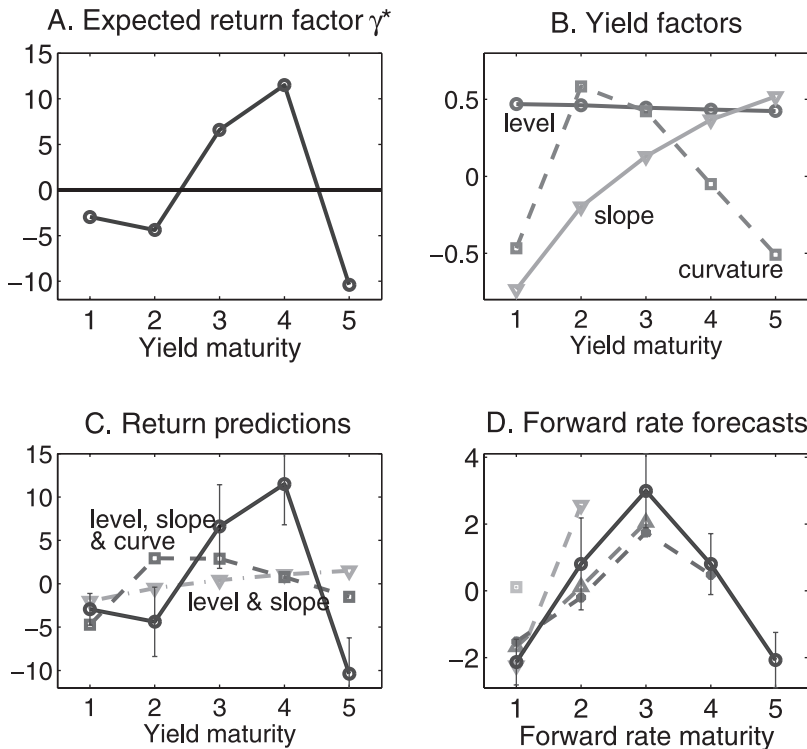 A. Expected return factor γ*
15
10
5
0
−5
−10
1 2 3 4 5
Yield maturity
B. Yield factors
0.5
0
−0.5
level
slope
curvature
1 2 3 4 5
Yield maturity
C. Return predictions
15
10
5
0
−5
−10
level, slope
& curve
level & slope
1 2 3 4 5
Yield maturity
D. Forward rate forecasts
4
2
0
−2
1 2 3 4 5
Forward rate maturity